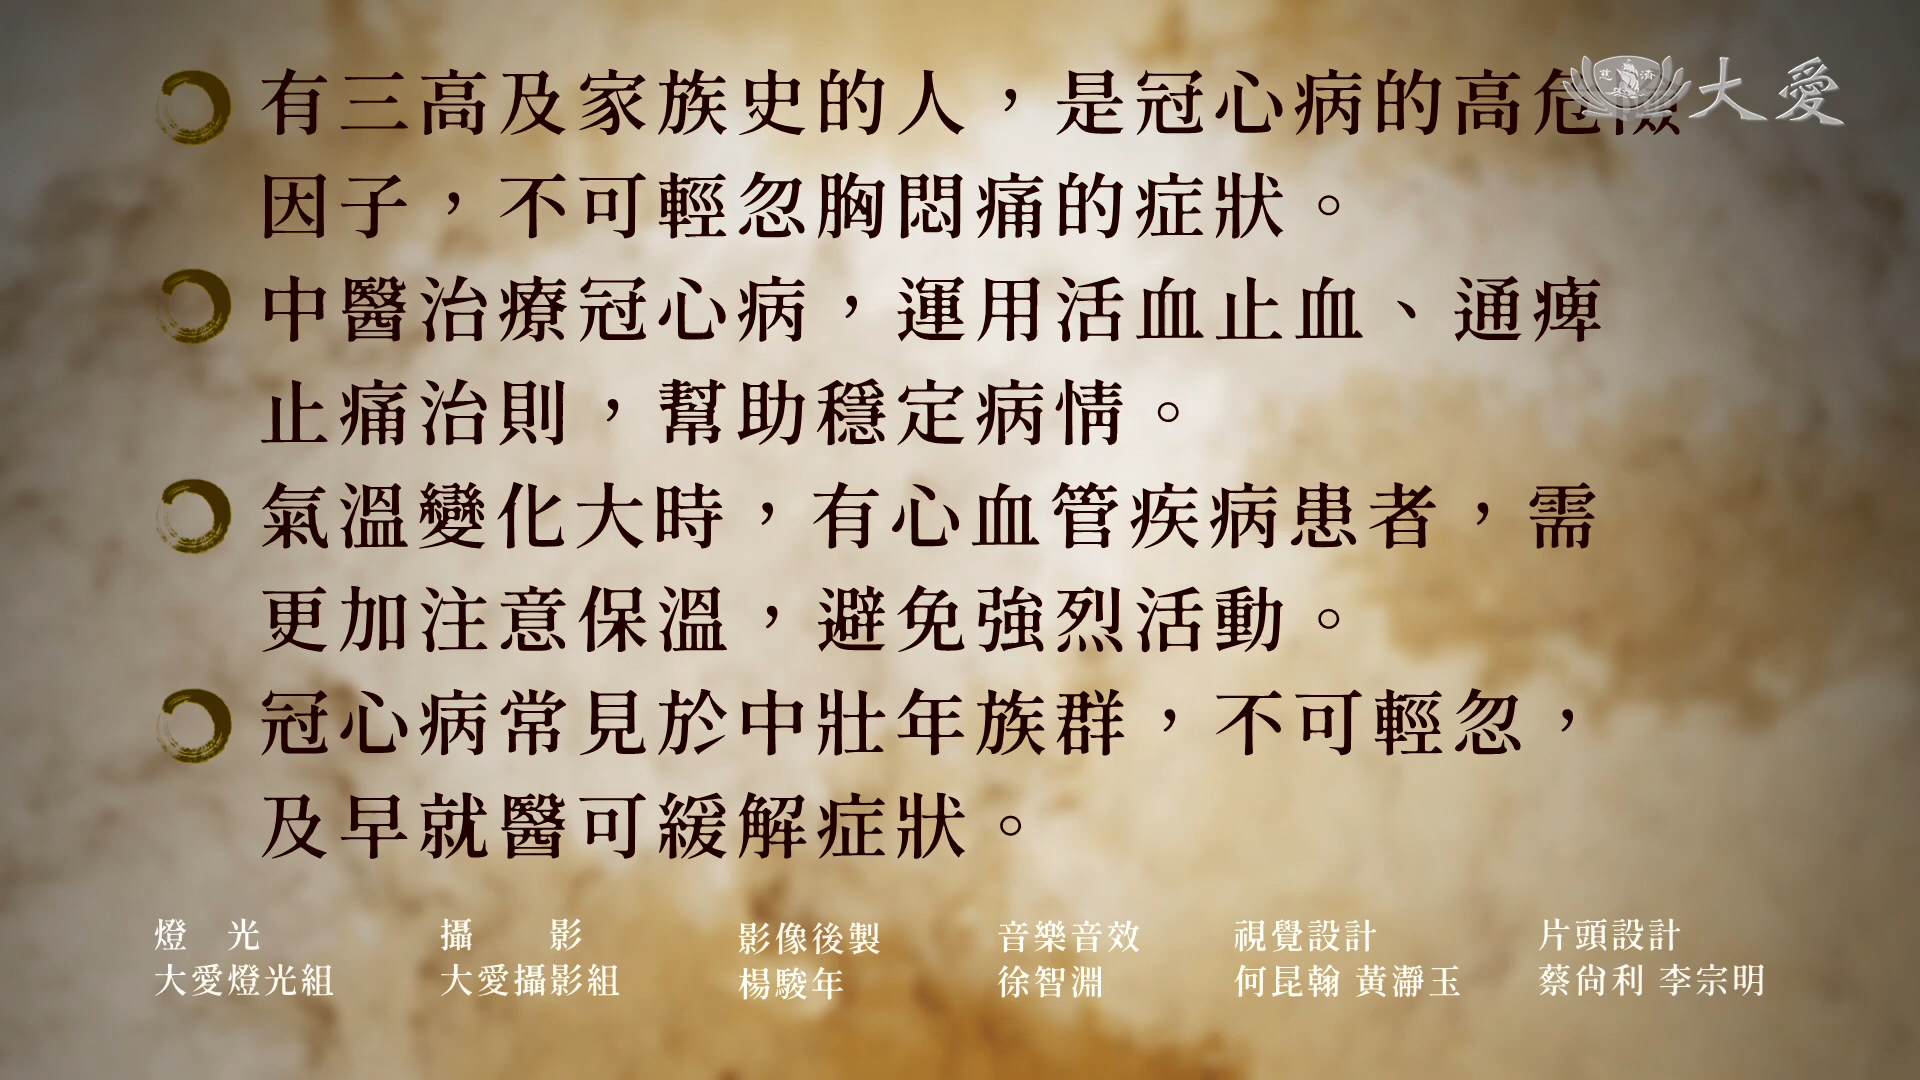 有三高及家族史的人，是冠心病的高危險
因子，不可輕忽胸悶痛的症狀。
中醫治療冠心病，運用活血止血、通痺
止痛治則，幫助穩定病情。
氣溫變化大時，有心血管疾病患者，需
更加注意保溫，避免強烈活動。
冠心病常見於中壯年族群，不可輕忽，
及早就醫可緩解症狀。
慈濟 大愛
燈 光
大愛燈光組
攝 影
大愛攝影組
影像後製
楊駿年
音樂音效
徐智淵
視覺設計
何昆翰 黃瀞玉
片頭設計
蔡尙利 李宗明